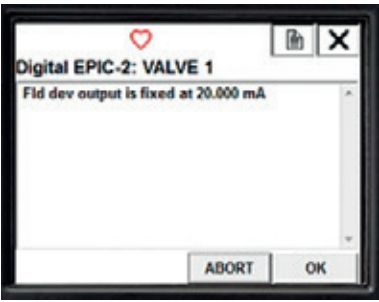 Digital EPIC-2: VALVE 1
Fld dev output is fixed at 20.000 mA
ABORT
OK